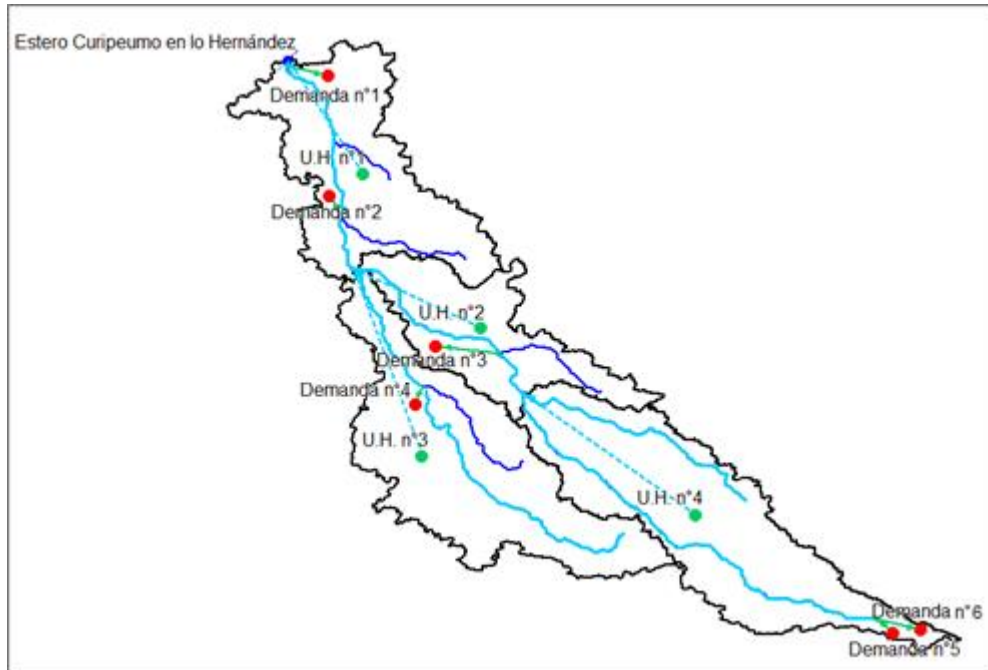 Estero Curipeumo en lo Hernández
Demanda n°1
U.H. n°1
Demanda n°2
U.H. n°2
Demanda n°3
Demanda n°4
U.H. n°3
U.H. n°4
Demanda n°6
Demanda n°5